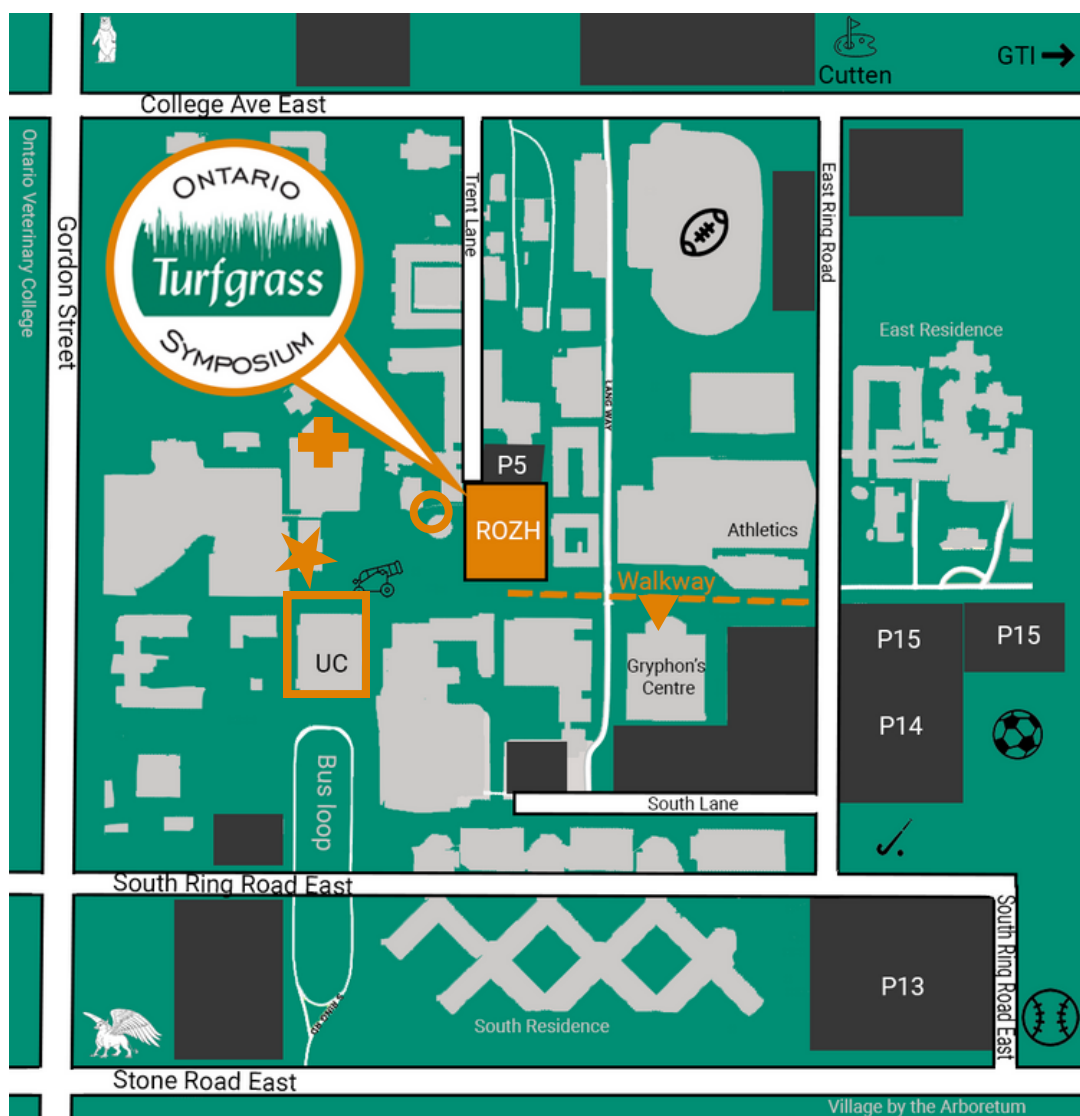 Cutten
GTI
College Ave East
Ontario Veterinary College
Gordon Street
ONTARIO
Turfgrass
SYMPOSIUM
Trent Lane
East Ring Road
East Residence
LANG WAY
P5
ROZH
Athletics
Walkway
UC
Gryphon's
Centre
P15
P15
P14
Bus loop
South Lane
South Ring Road East
South Ring Road East
P13
S RING RD
South Residence
Stone Road East
Village by the Arboretum